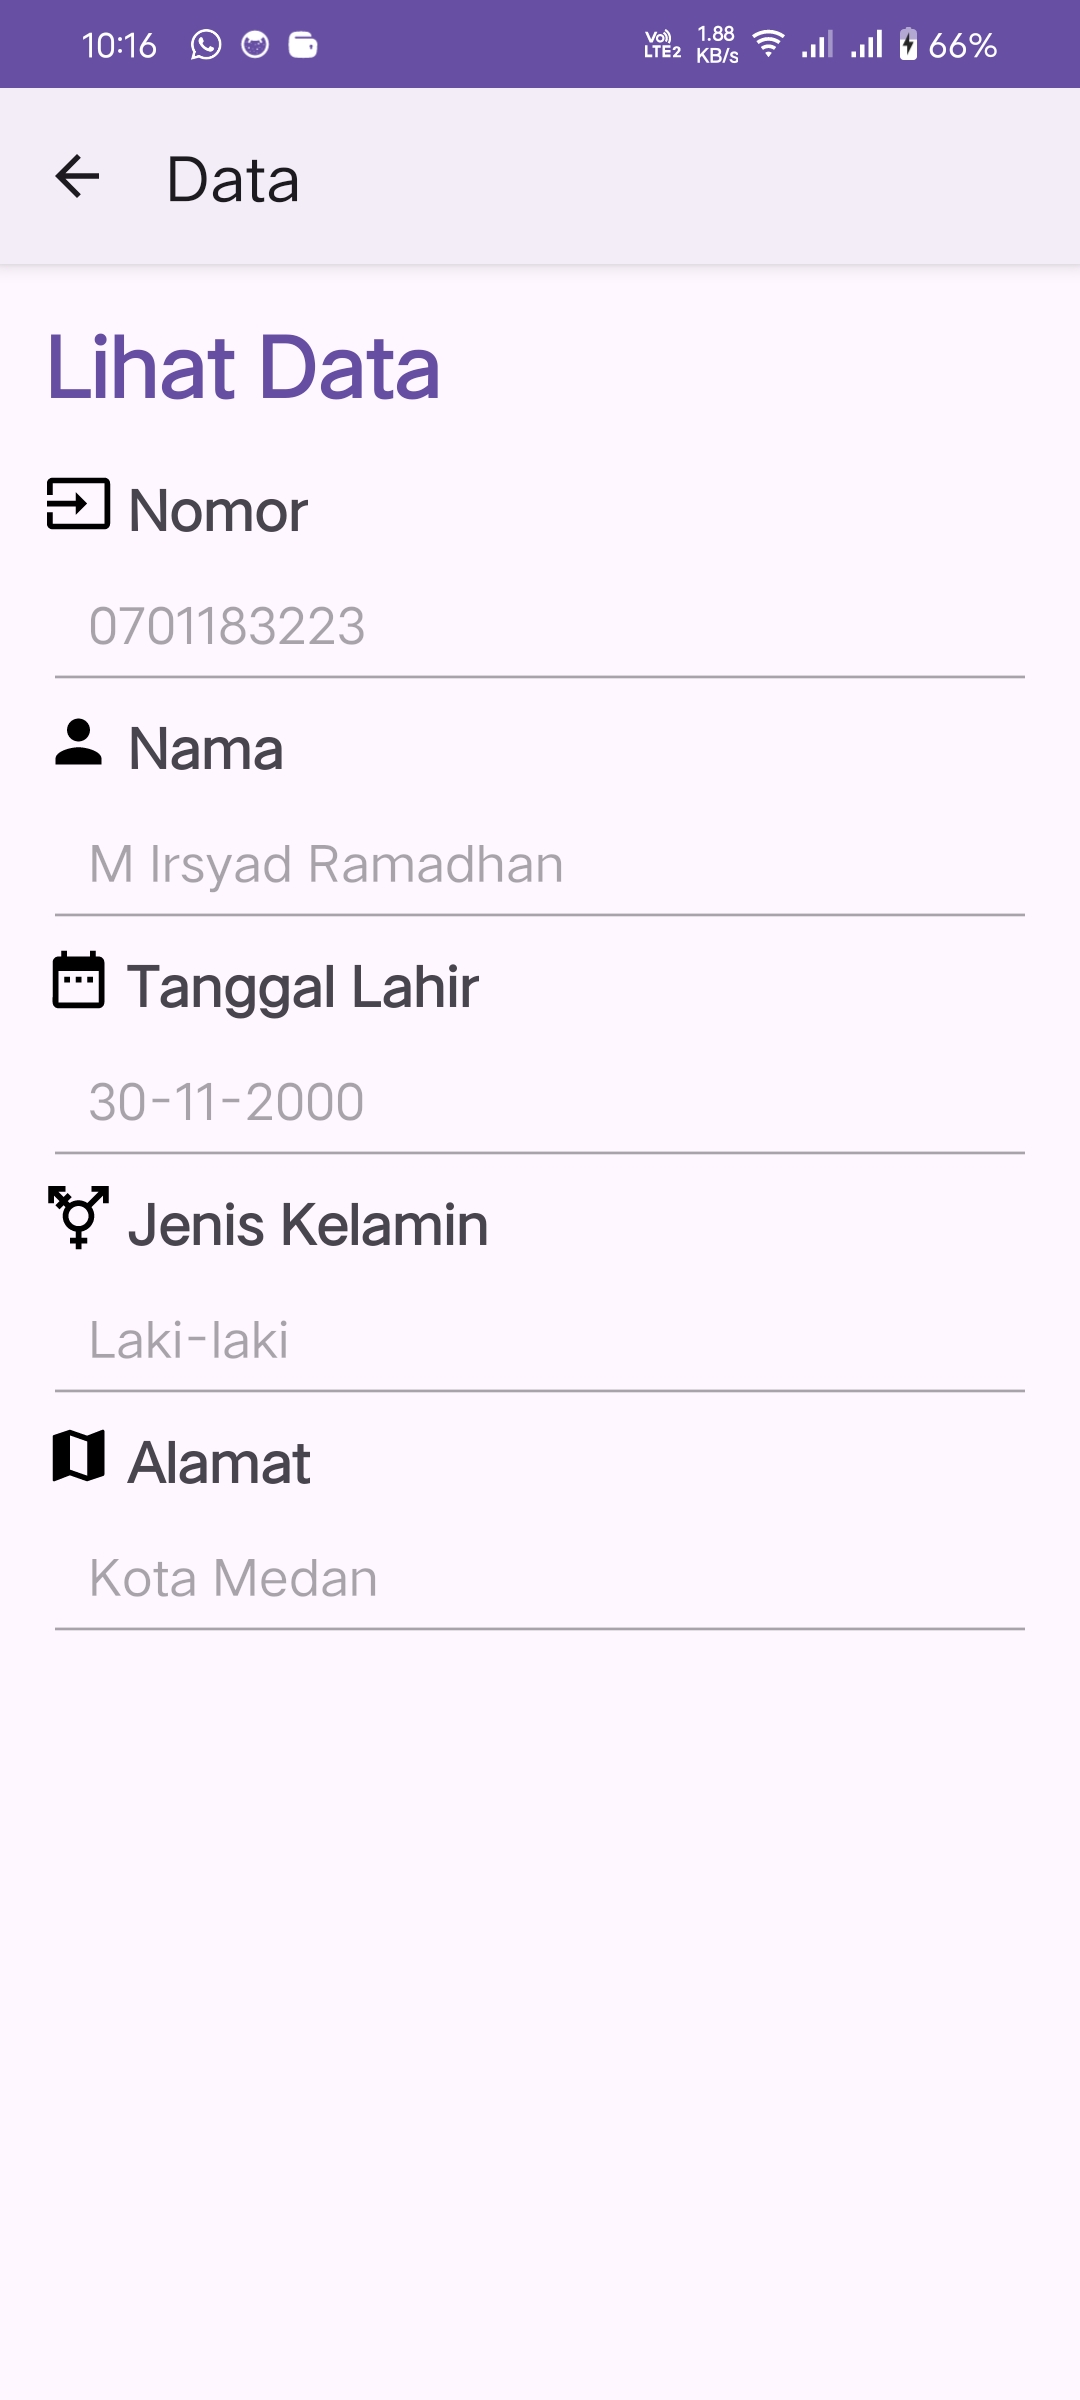 10:16
Vo)) LTE2 1.88 KB/s 66%
Data
Lihat Data
Nomor
0701183223
Nama
M Irsyad Ramadhan
Tanggal Lahir
30-11-2000
Jenis Kelamin
Laki-laki
Alamat
Kota Medan